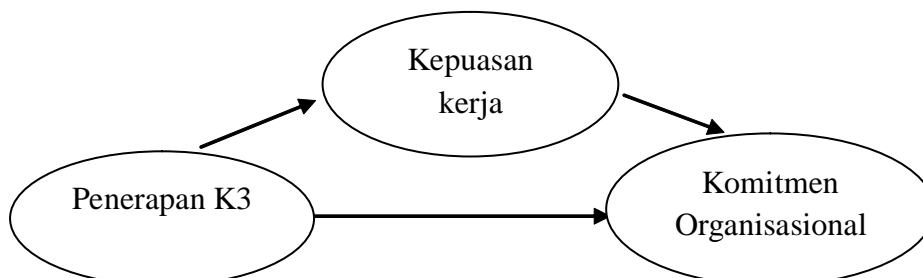 Kepuasan
kerja
Penerapan K3
Komitmen
Organisasional